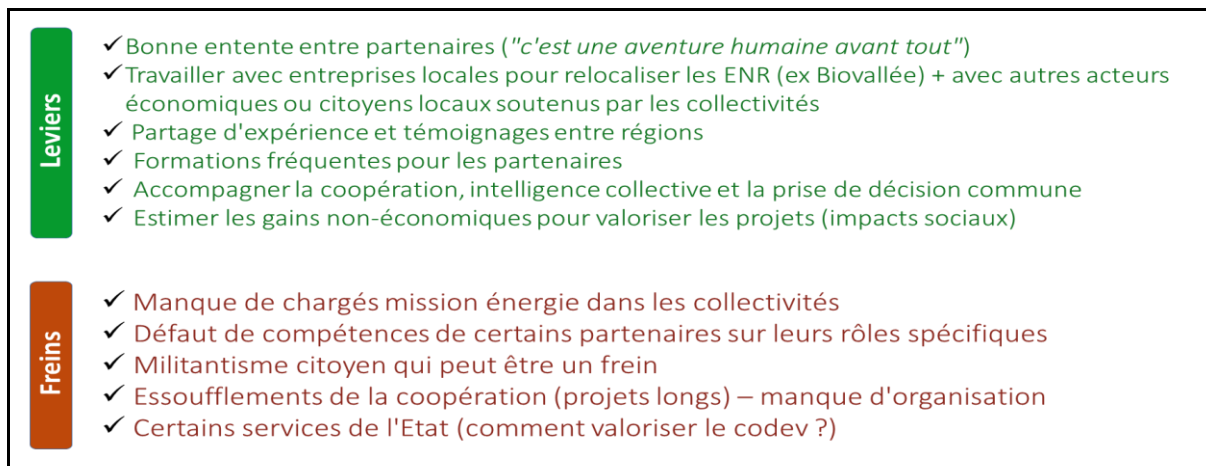 Leviers
✓ Bonne entente entre partenaires ("c'est une aventure humaine avant tout")
✓ Travailler avec entreprises locales pour relocaliser les ENR (ex Biovallée) + avec autres acteurs
économiques ou citoyens locaux soutenus par les collectivités
✓ Partage d'expérience et témoignages entre régions
✓ Formations fréquentes pour les partenaires
✓ Accompagner la coopération, intelligence collective et la prise de décision commune
✓ Estimer les gains non-économiques pour valoriser les projets (impacts sociaux)
Freins
✓ Manque de chargés mission énergie dans les collectivités
✓ Défaut de compétences de certains partenaires sur leurs rôles spécifiques
✓ Militantisme citoyen qui peut être un frein
✓ Essoufflements de la coopération (projets longs) – manque d'organisation
✓ Certains services de l'Etat (comment valoriser le codev ?)